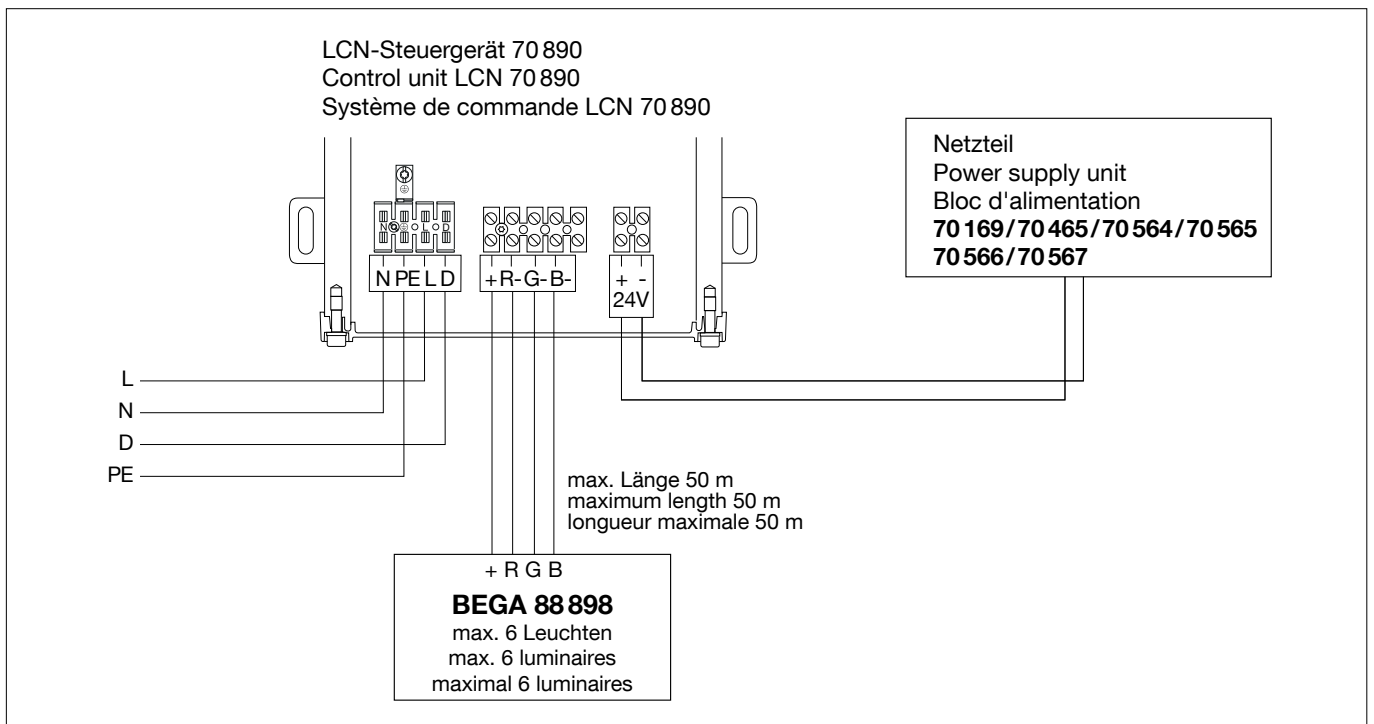 LCN-Steuergerät 70 890
Control unit LCN 70 890
Système de commande LCN 70 890
Netzteil
Power supply unit
Bloc d'alimentation
70 169/70 465/70 564/70 565
70 566/70 567
N L D
N PE L D
+ R- G- B-
+ -
24V
L
N
D
PE
max. Länge 50 m
maximum length 50 m
longueur maximale 50 m
+ R G B
BEGA 88 898
max. 6 Leuchten
max. 6 luminaires
maximal 6 luminaires